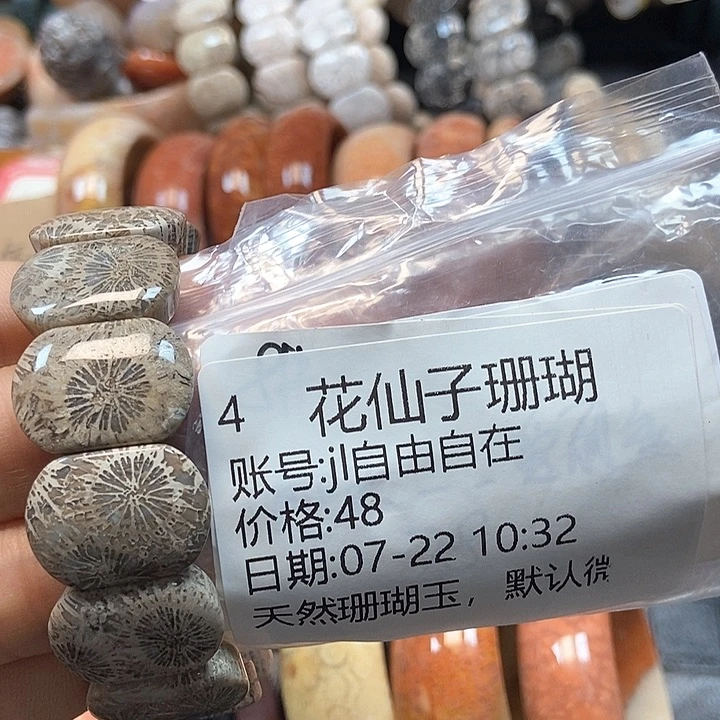 4 花仙子珊瑚
账号:jl自由自在
价格:48
日期:07-22 10:32
天然珊瑚玉，默认微